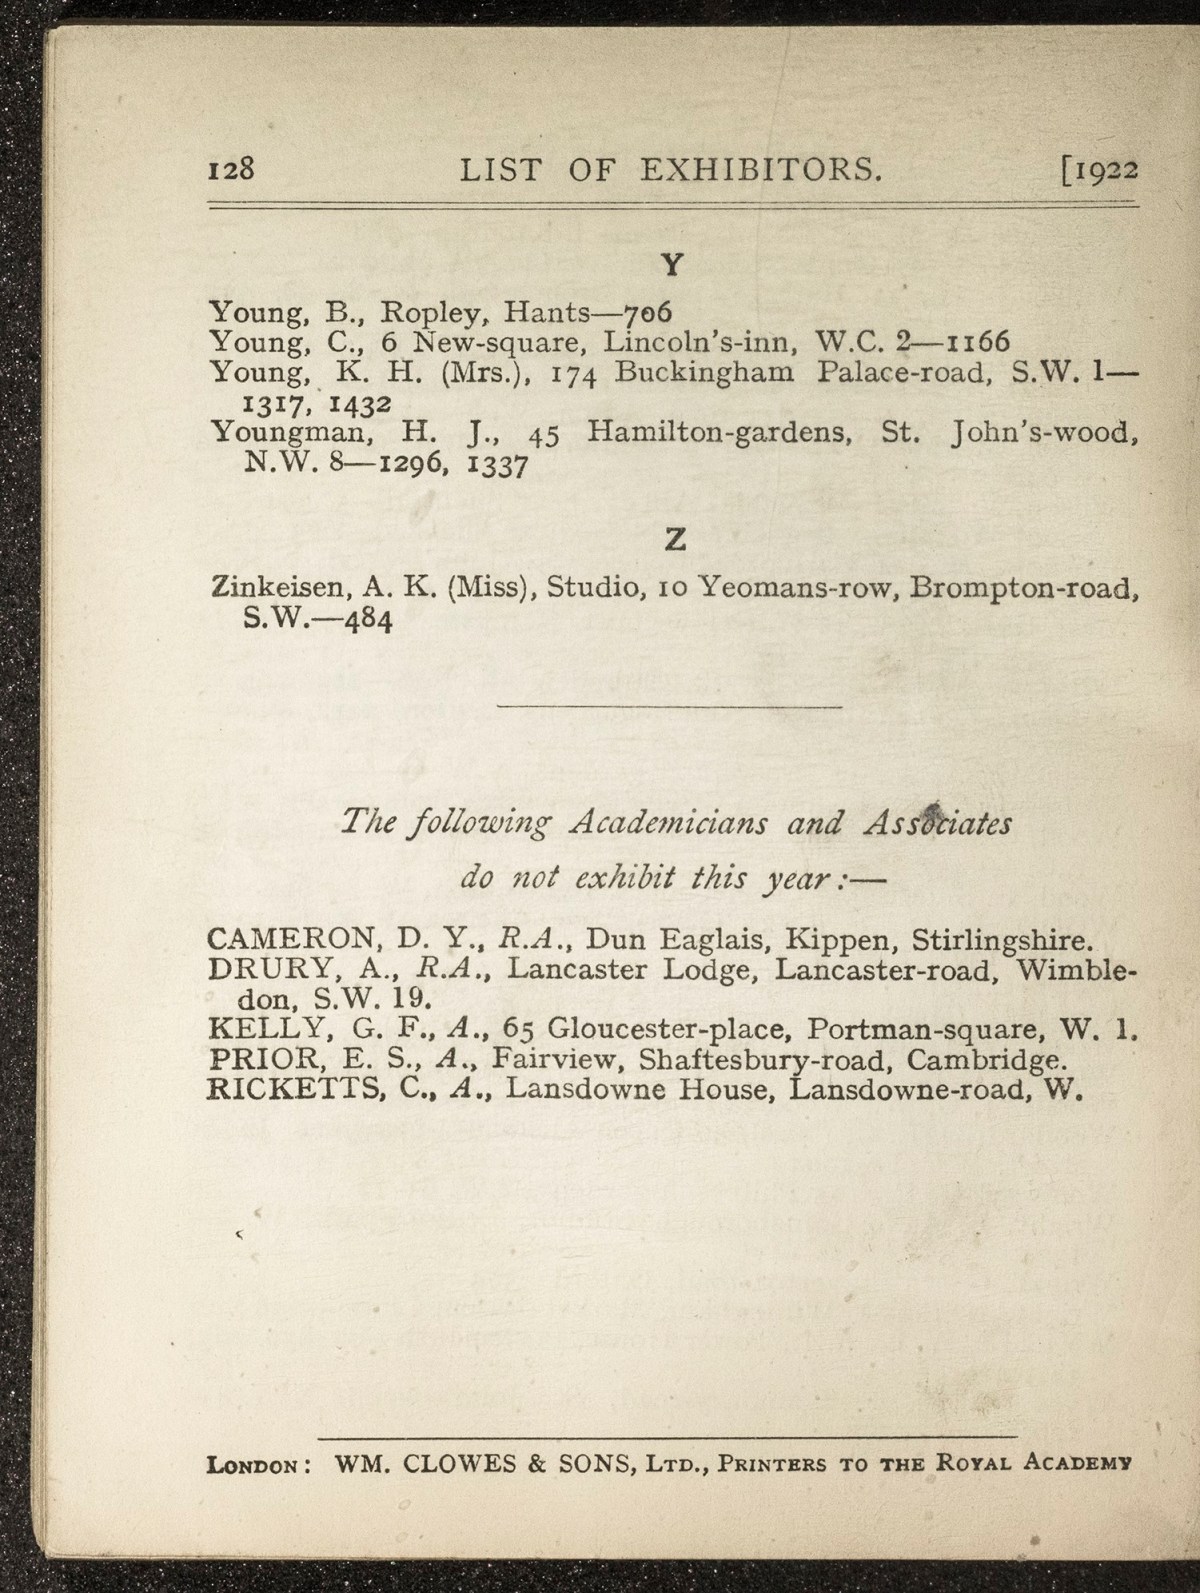 128 LIST OF EXHIBITORS. [1922
Y
Young, B., Ropley, Hants—706
Young, C., 6 New-square, Lincoln's-inn, W.C. 2—1166
Young, K. H. (Mrs.), 174 Buckingham Palace-road, S.W. 1—
1317, 1432
Youngman, H. J., 45 Hamilton-gardens, St. John's-wood,
N.W. 8—1296, 1337
Z
Zinkeisen, A. K. (Miss), Studio, 10 Yeomans-row, Brompton-road,
S.W.—484
The following Academicians and Associates
do not exhibit this year:—
CAMERON, D. Y., R.A., Dun Eaglais, Kippen, Stirlingshire.
DRURY, A., R.A., Lancaster Lodge, Lancaster-road, Wimble-
don, S.W. 19.
KELLY, G. F., A., 65 Gloucester-place, Portman-square, W. 1.
PRIOR, E. S., A., Fairview, Shaftesbury-road, Cambridge.
RICKETTS, C., A., Lansdowne House, Lansdowne-road, W.
LONDON: WM. CLOWES & SONS, LTD., PRINTERS TO THE ROYAL ACADEMY